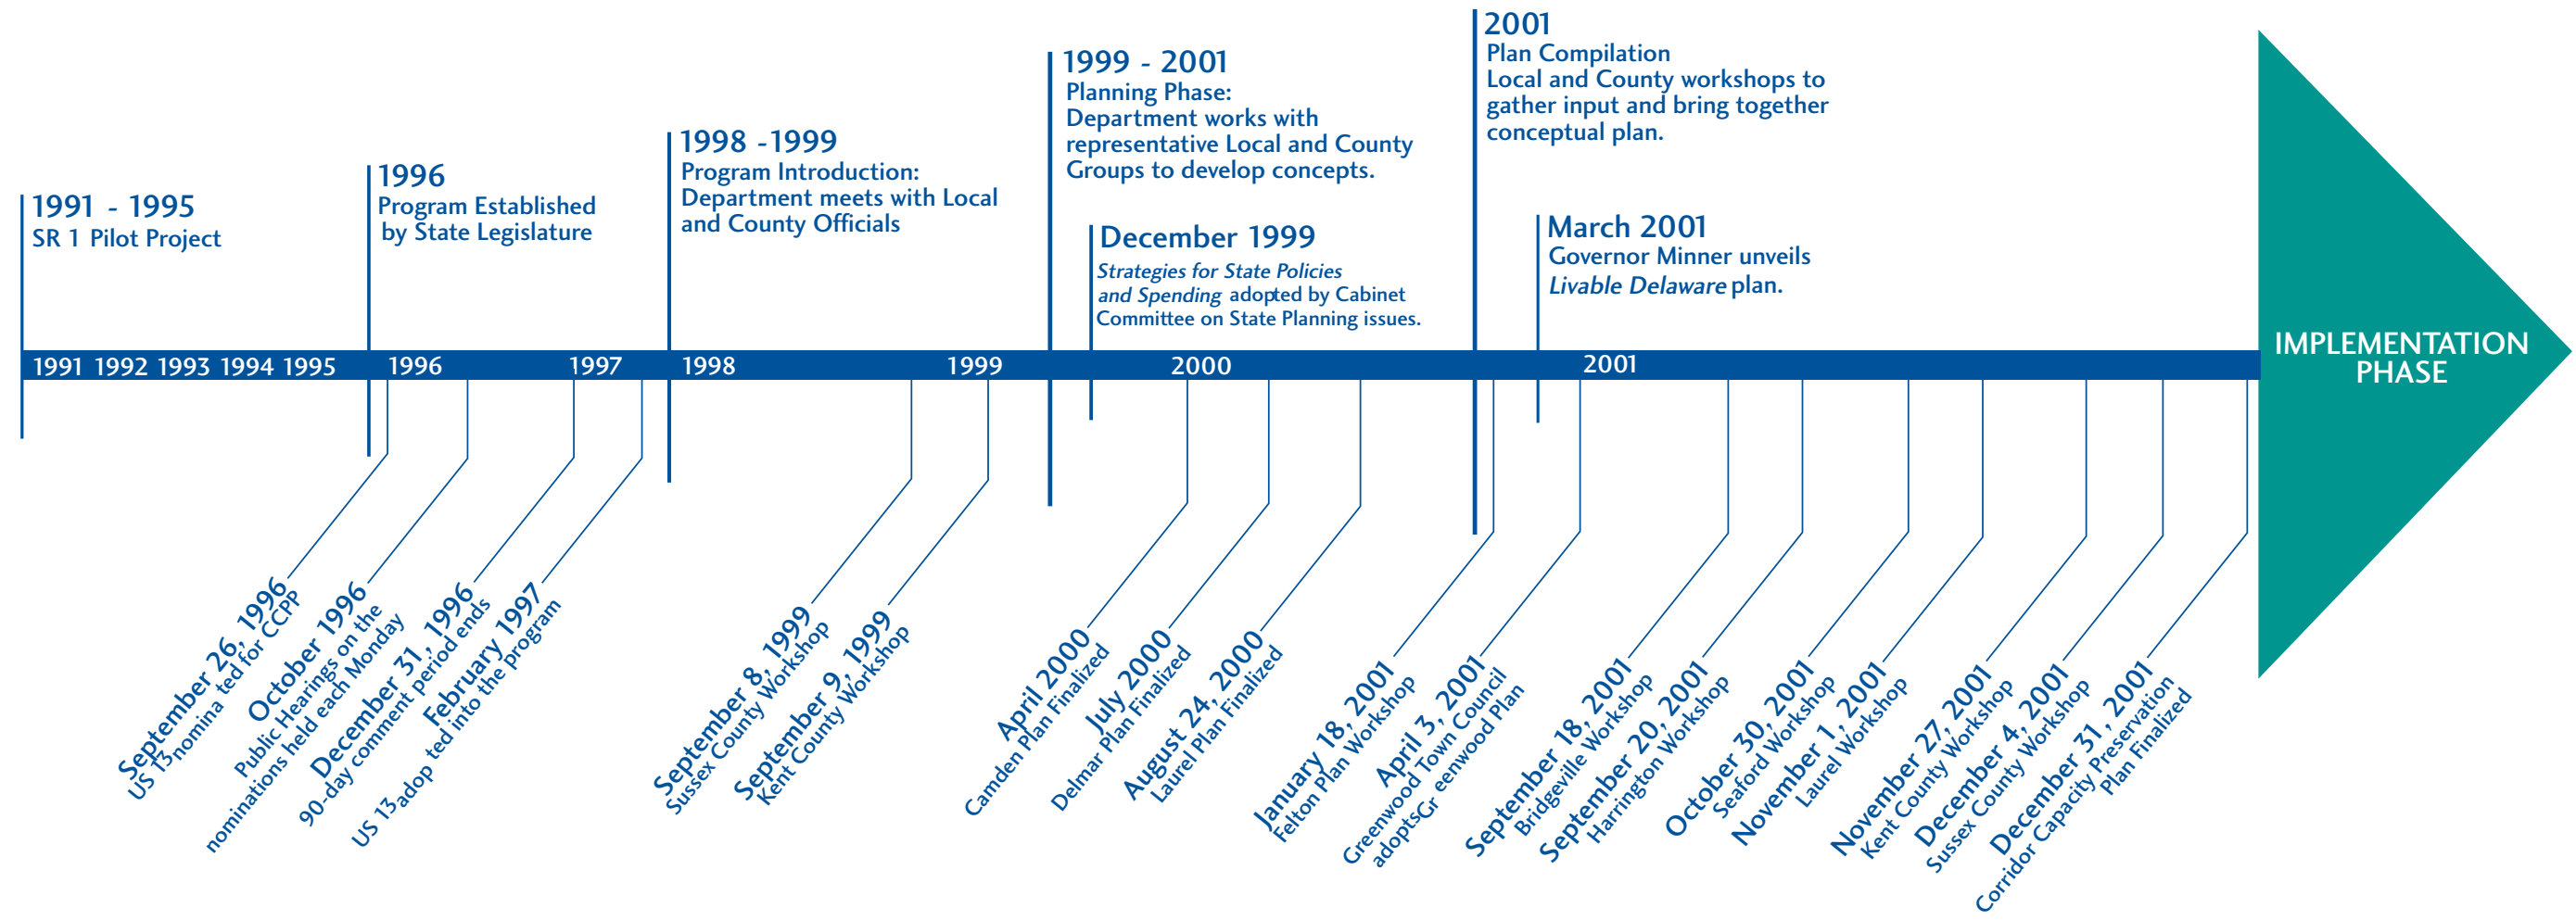 1991 - 1995
SR 1 Pilot Project
1996
Program Established
by State Legislature
1998 -1999
Program Introduction:
Department meets with Local
and County Officials
1999 - 2001
Planning Phase:
Department works with
representative Local and County
Groups to develop concepts.
December 1999
Strategies for State Policies
and Spending adopted by Cabinet
Committee on State Planning issues.
2001
Plan Compilation
Local and County workshops to
gather input and bring together
conceptual plan.
March 2001
Governor Minner unveils
Livable Delaware plan.
1991 1992 1993 1994 1995 1996 1997 1998 1999 2000 2001
IMPLEMENTATION
PHASE
September 26, 1996
US 13 nomina ted for CCPP
October 1996
Public Hearings on the
nominations held each Monday
December 31, 1996
90-day comment period ends
February 1997
US 13 adop ted into the program
September 8, 1999
Sussex County Workshop
September 9, 1999
Kent County Workshop
April 2000
Camden Plan Finalized
July 2000
Delmar Plan Finalized
August 24, 2000
Laurel Plan Finalized
January 18, 2001
Felton Plan Workshop
April 3, 2001
Greenwood Town Council
adoptsGr eenwood Plan
September 18, 2001
Bridgeville Workshop
September 20, 2001
Harrington Workshop
October 30, 2001
Seaford Workshop
November 1, 2001
Laurel Workshop
November 27, 2001
Kent County Workshop
December 4, 2001
Sussex County Workshop
December 31, 2001
Corridor Capacity Preservation
Plan Finalized